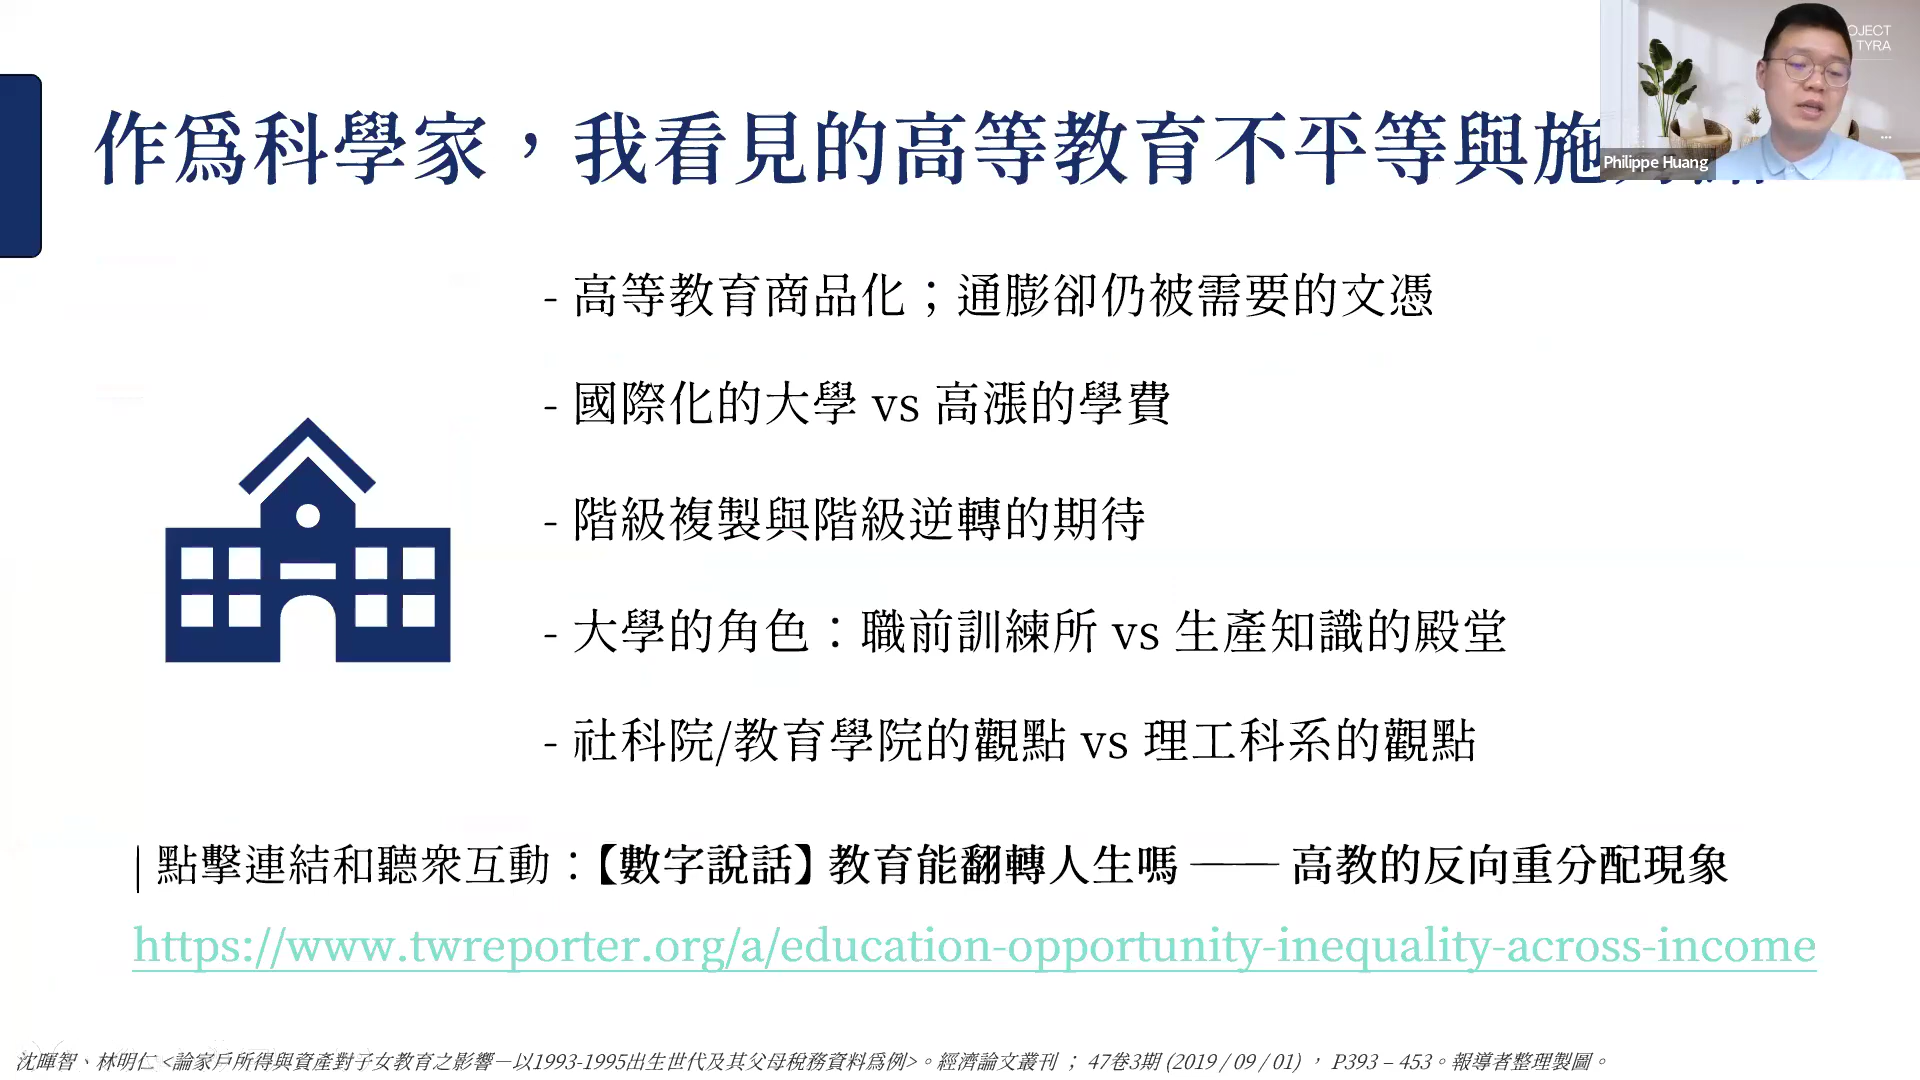 作爲科學家，我看見的高等教育不平等與施
OJECT
TYRA
Philippe Huang
- 高等教育商品化；通膨卻仍被需要的文憑
- 國際化的大學 vs 高漲的學費
- 階級複製與階級逆轉的期待
- 大學的角色：職前訓練所 vs 生產知識的殿堂
- 社科院/教育學院的觀點 vs 理工科系的觀點
| 點擊連結和聽衆互動：【數字說話】教育能翻轉人生嗎 —— 高教的反向重分配現象
https://www.twreporter.org/a/education-opportunity-inequality-across-income
沈暉智、林明仁 <論家戶所得與資產對子女教育之影響－以1993-1995出生世代及其父母稅務資料爲例>。經濟論文叢刊 ； 47卷3期 (2019 / 09 / 01) ， P393 – 453。報導者整理製圖。